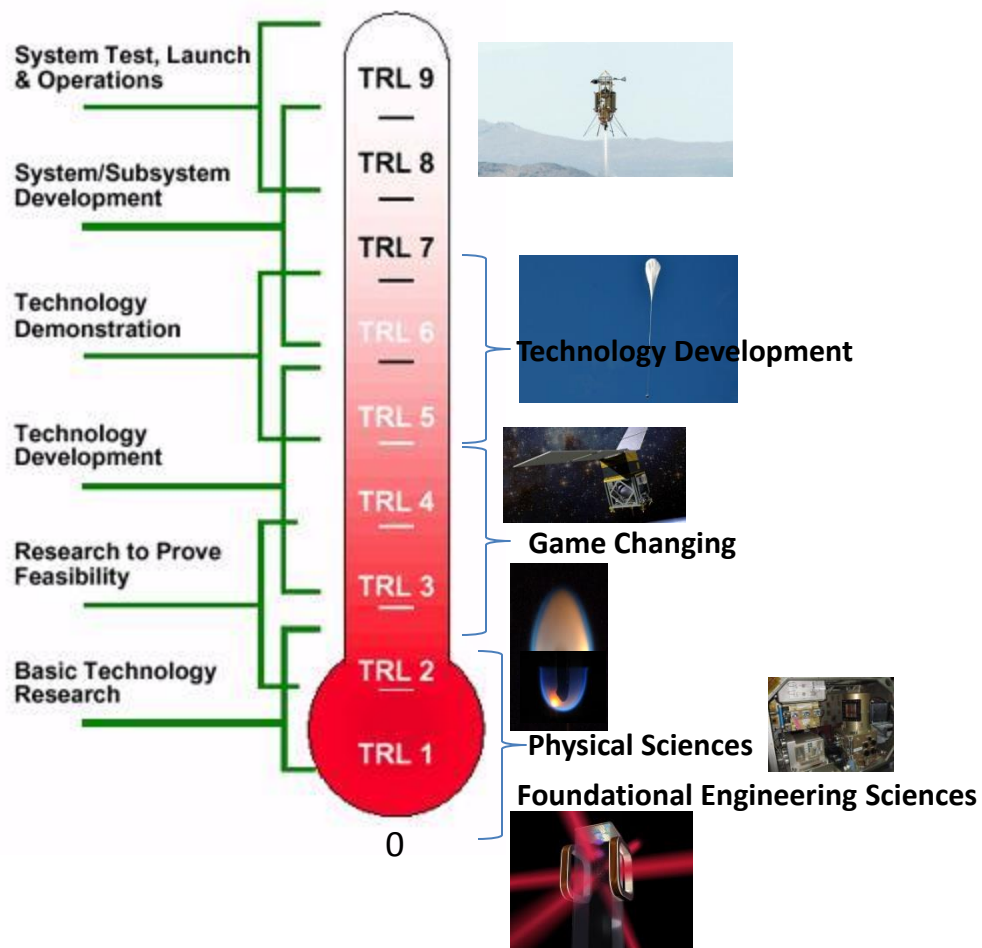 System Test, Launch
& Operations
System/Subsystem
Development
Technology
Demonstration
Technology
Development
Research to Prove
Feasibility
Basic Technology
Research
TRL 9
TRL 8
TRL 7
TRL 6
TRL 5
TRL 4
TRL 3
TRL 2
TRL 1
0
Technology Development
Game Changing
Physical Sciences
Foundational Engineering Sciences